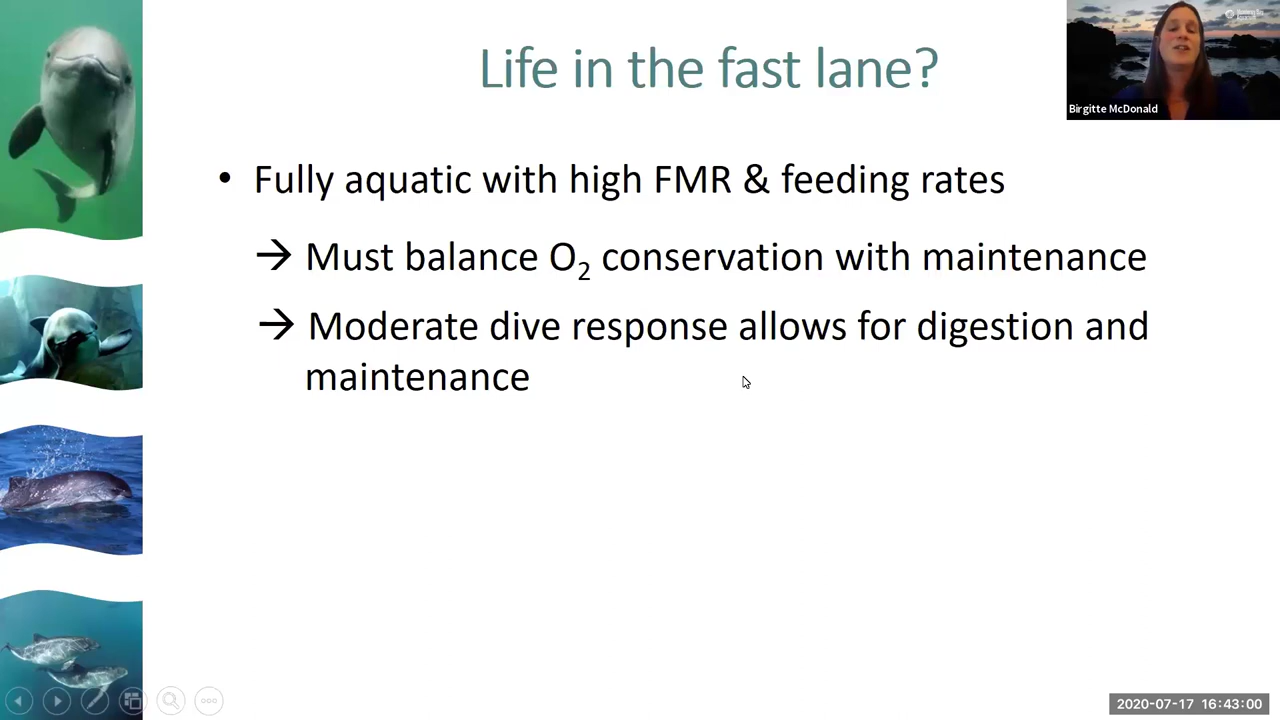 Life in the fast lane?
Birgitte McDonald
• Fully aquatic with high FMR & feeding rates
→ Must balance O₂ conservation with maintenance
→ Moderate dive response allows for digestion and
maintenance
2020-07-17 16:43:00